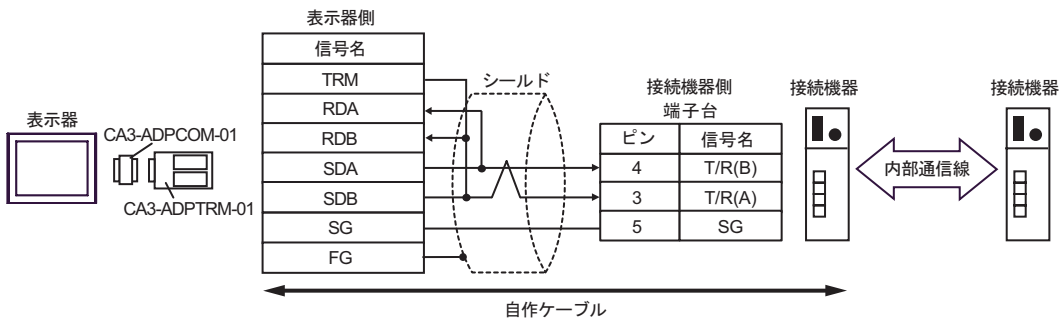 表示器
CA3-ADPCOM-01
CA3-ADPTRM-01
表示器側
信号名
TRM
RDA
RDB
SDA
SDB
SG
FG
シールド
接続機器側
端子台
ピン 信号名
4 T/R(B)
3 T/R(A)
5 SG
接続機器
内部通信線
接続機器
自作ケーブル